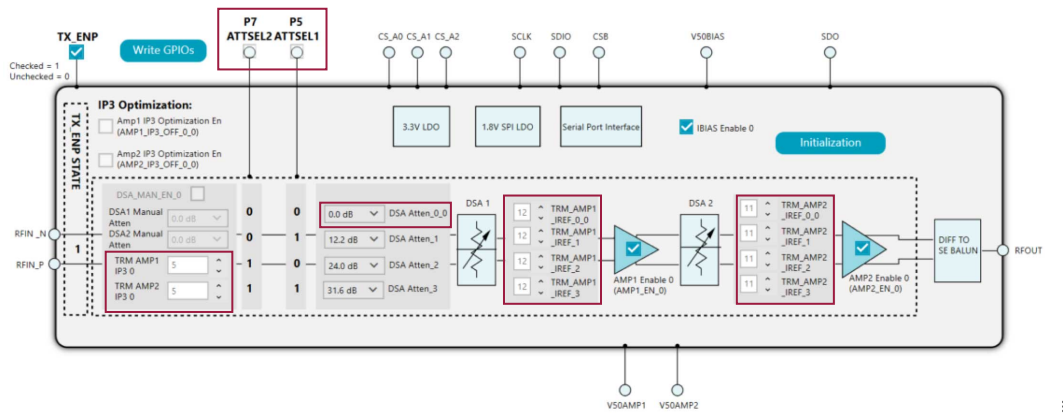 P7 P5
TX_ENP ATTSEL2 ATTSEL1 CS_A0 CS_A1 CS_A2 SCLK SDIO CSB V50BIAS SDO
Write GPIOs
Checked = 1
Unchecked = 0
IP3 Optimization:
Amp1 IP3 Optimization En
(AMP1_IP3_OFF_0_0)
3.3V LDO 1.8V SPI LDO Serial Port Interface IBIAS Enable 0
Initialization
Amp2 IP3 Optimization En
(AMP2_IP3_OFF_0_0)
TX_ENP STATE
1
DSA_MAN_EN_0
DSA1 Manual
Atten
0.0 dB
DSA2 Manual
Atten
0.0 dB
TRM AMP1
IP3 0
5
TRM AMP2
IP3 0
5
0 0 0.0 dB DSA Atten_0_0
0 1 12.2 dB DSA Atten_1
1 0 24.0 dB DSA Atten_2
1 1 31.6 dB DSA Atten_3
DSA 1
12 TRM_AMP1
_IREF_0_0
12 TRM_AMP1
_IREF_1
12 TRM_AMP1
_IREF_2
12 TRM_AMP1
_IREF_3
AMP1 Enable 0
(AMP1_EN_0)
DSA 2
11 TRM_AMP2
_IREF_0_0
11 TRM_AMP2
_IREF_1
11 TRM_AMP2
_IREF_2
11 TRM_AMP2
_IREF_3
AMP2 Enable 0
(AMP2_EN_0)
DIFF TO
SE BALUN
RFIN_N
RFIN_P
RFOUT
V50AMP1 V50AMP2